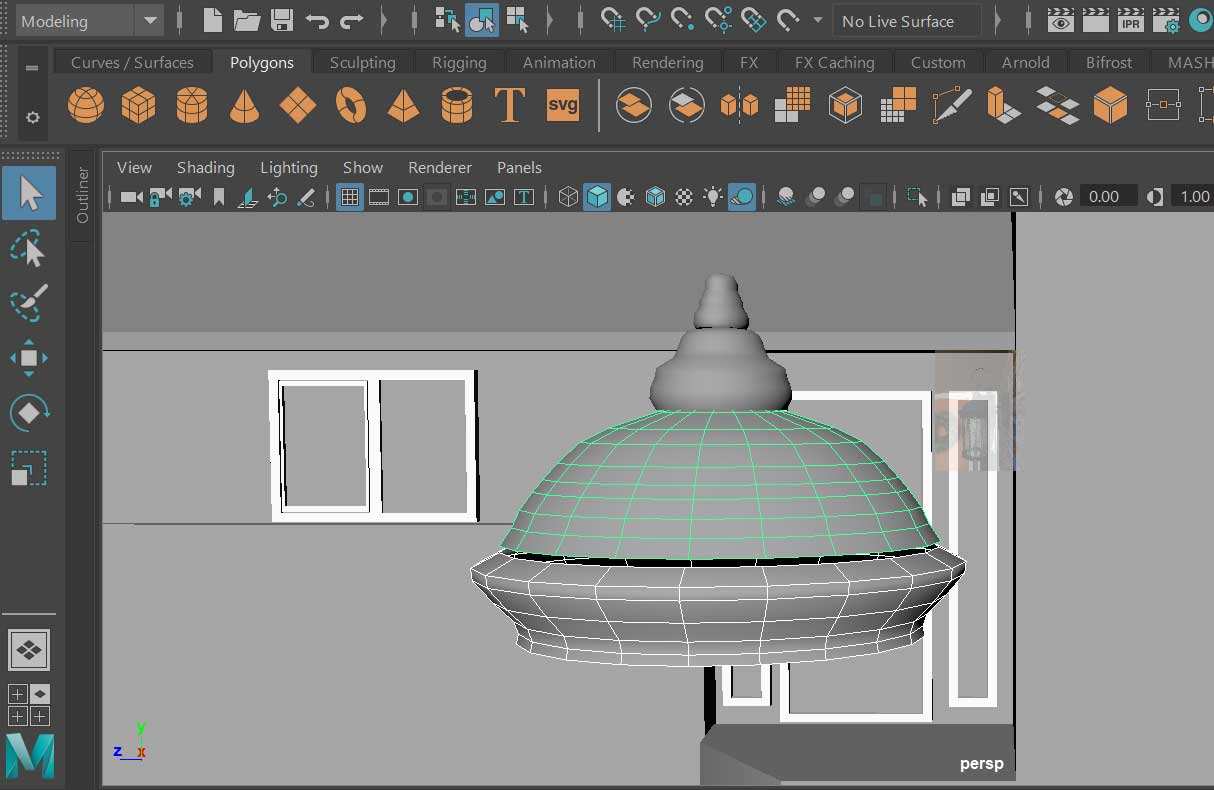 Modeling
No Live Surface
IPR
Curves / Surfaces
Polygons
Sculpting
Rigging
Animation
Rendering
FX
FX Caching
Custom
Arnold
Bifrost
MASH
T
svg
View
Shading
Lighting
Show
Renderer
Panels
Outliner
T
0.00
1.00
y
z
x
persp
M